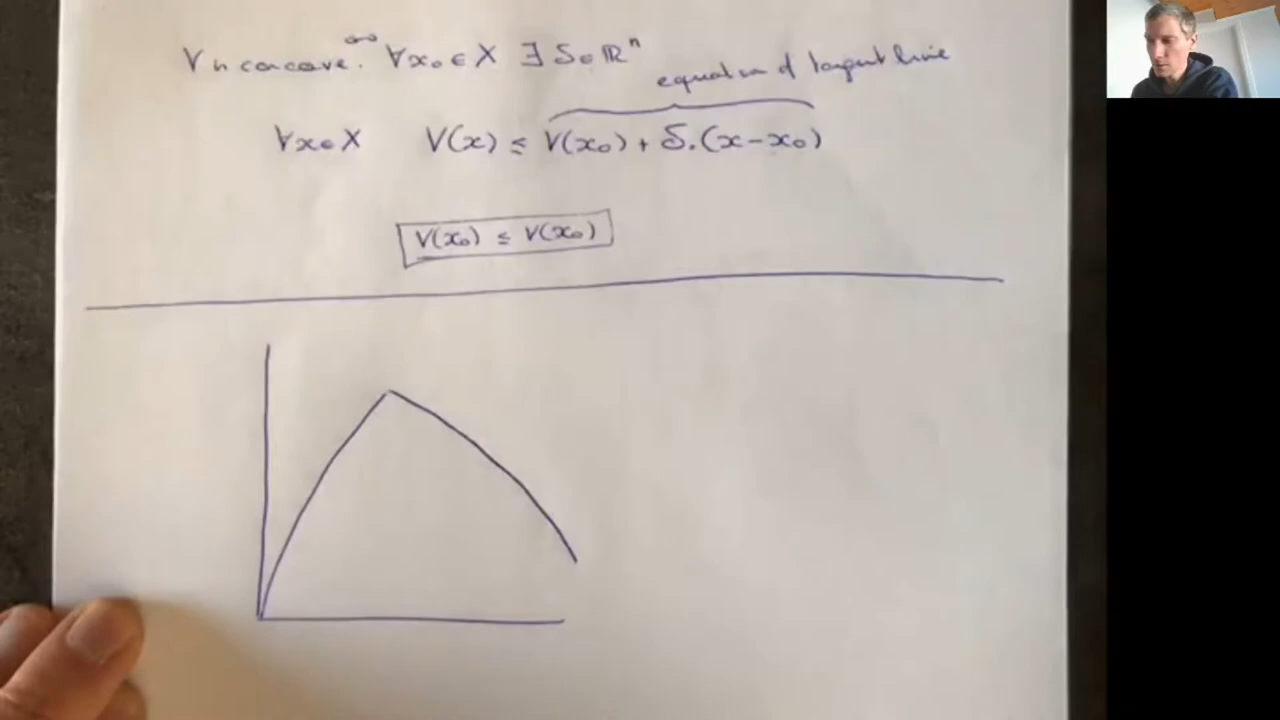 V is concave. ⇔ ∀x₀ ∈ X ∃ S ∈ ℝⁿ
equation of tangent line
∀x ∈ X V(x) ≤ V(x₀) + S.(x − x₀)
V(x₀) ≤ V(x₀)